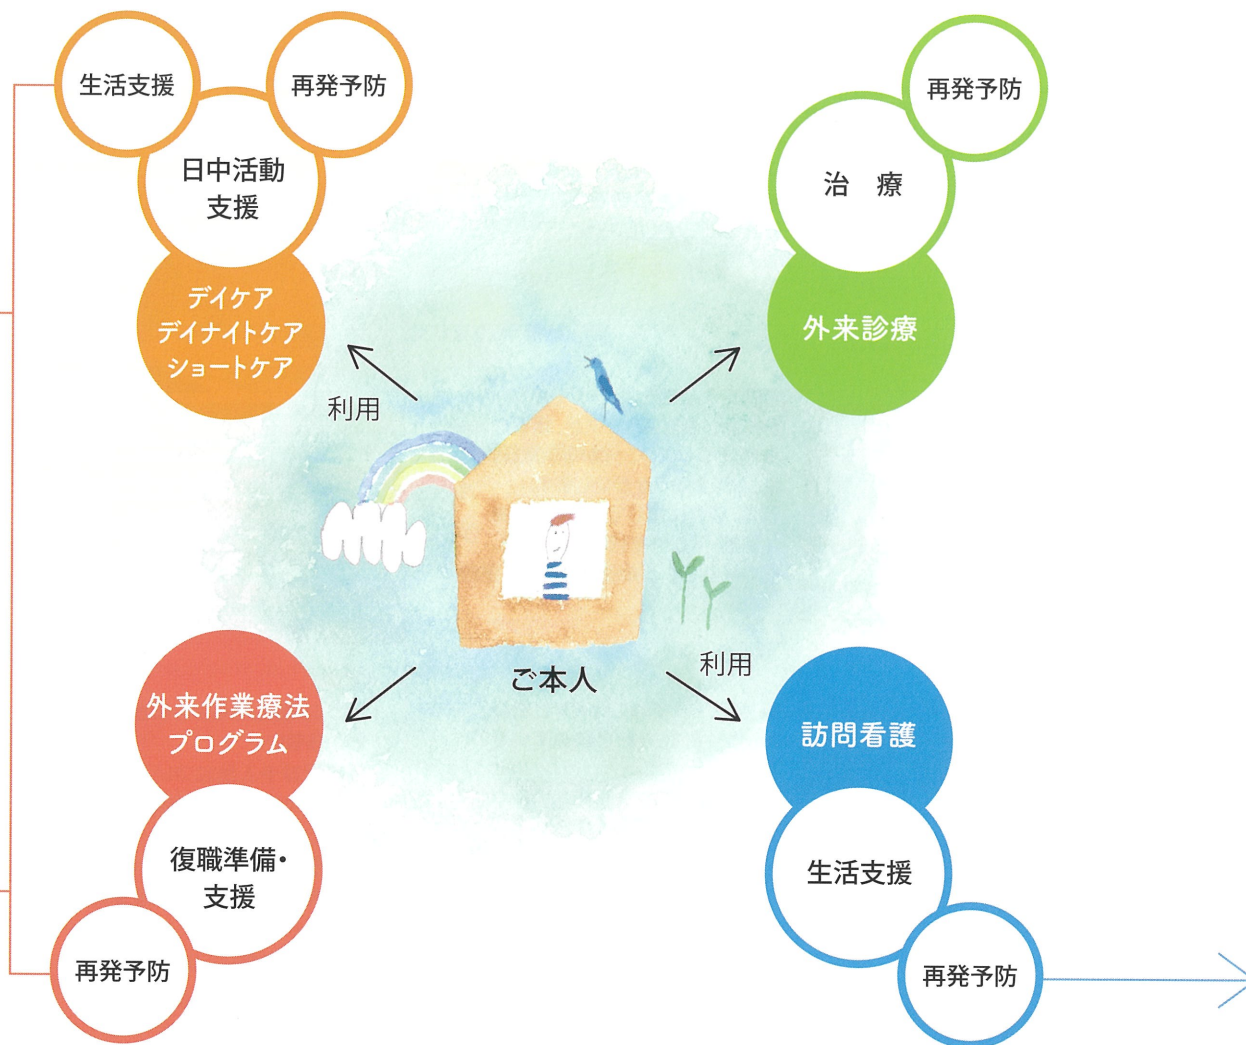 生活支援
再発予防
日中活動
支援
デイケア
デイナイトケア
ショートケア
利用
再発予防
治　療
外来診療
ご本人
外来作業療法
プログラム
復職準備・
支援
再発予防
利用
訪問看護
生活支援
再発予防